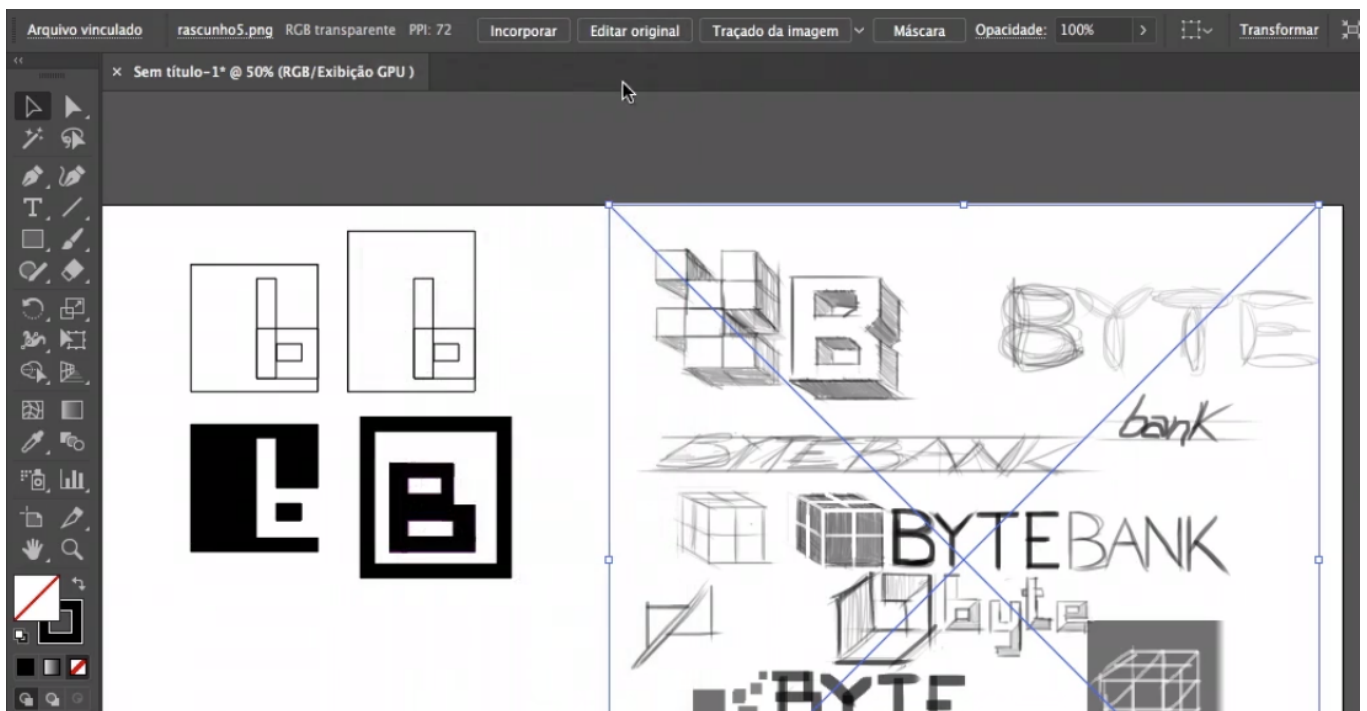 Arquivo vinculado rascunho5.png RGB transparente PPI: 72 Incorporar Editar original Traçado da imagem Máscara Opacidade: 100% Transformar
Sem título-1* @ 50% (RGB/Exibição GPU )
B BYTE
bank
BYTEBANK
BYTEBANK
byte
BYTE
b
b
B